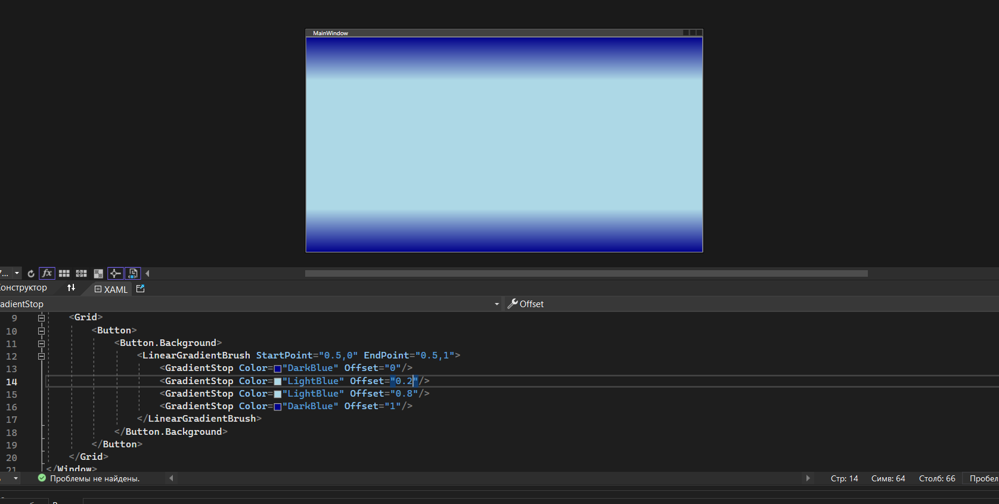 MainWindow
7...
fx
Конструктор
XAML
adientStop
Offset
9 <Grid>
10 <Button>
11 <Button.Background>
12 <LinearGradientBrush StartPoint="0.5,0" EndPoint="0.5,1">
13 <GradientStop Color="DarkBlue" Offset="0"/>
14 <GradientStop Color="LightBlue" Offset="0.2"/>
15 <GradientStop Color="LightBlue" Offset="0.8"/>
16 <GradientStop Color="DarkBlue" Offset="1"/>
17 </LinearGradientBrush>
18 </Button.Background>
19 </Button>
20 </Grid>
21 </Window>
Проблемы не найдены.
Стр: 14 Симв: 64 Столб: 66 Пробел